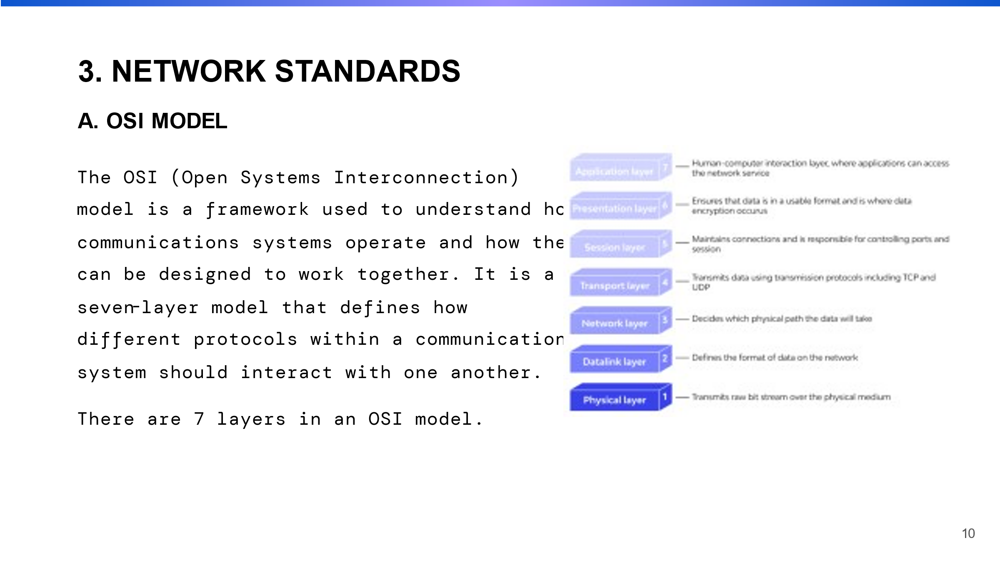 3. NETWORK STANDARDS
A. OSI MODEL
The OSI (Open Systems Interconnection)
model is a framework used to understand ho
communications systems operate and how the
can be designed to work together. It is a
seven-layer model that defines how
different protocols within a communication
system should interact with one another.
There are 7 layers in an OSI model.
Application layer 7
Human-computer interaction layer, where applications can access
the network service
Presentation layer 6
Ensures that data is in a usable format and is where data
encryption occurus
Session layer 5
Maintains connections and is responsible for controlling ports and
session
Transport layer 4
Transmits data using transmission protocols including TCP and
UDP
Network layer 3
Decides which physical path the data will take
Datalink layer 2
Defines the format of data on the network
Physical layer 1
Transmits raw bit stream over the physical medium
10